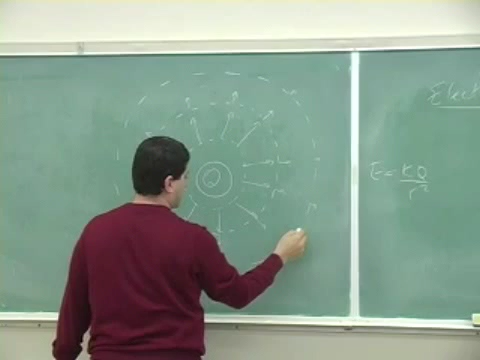 Q
Elect
E = KQ
r²